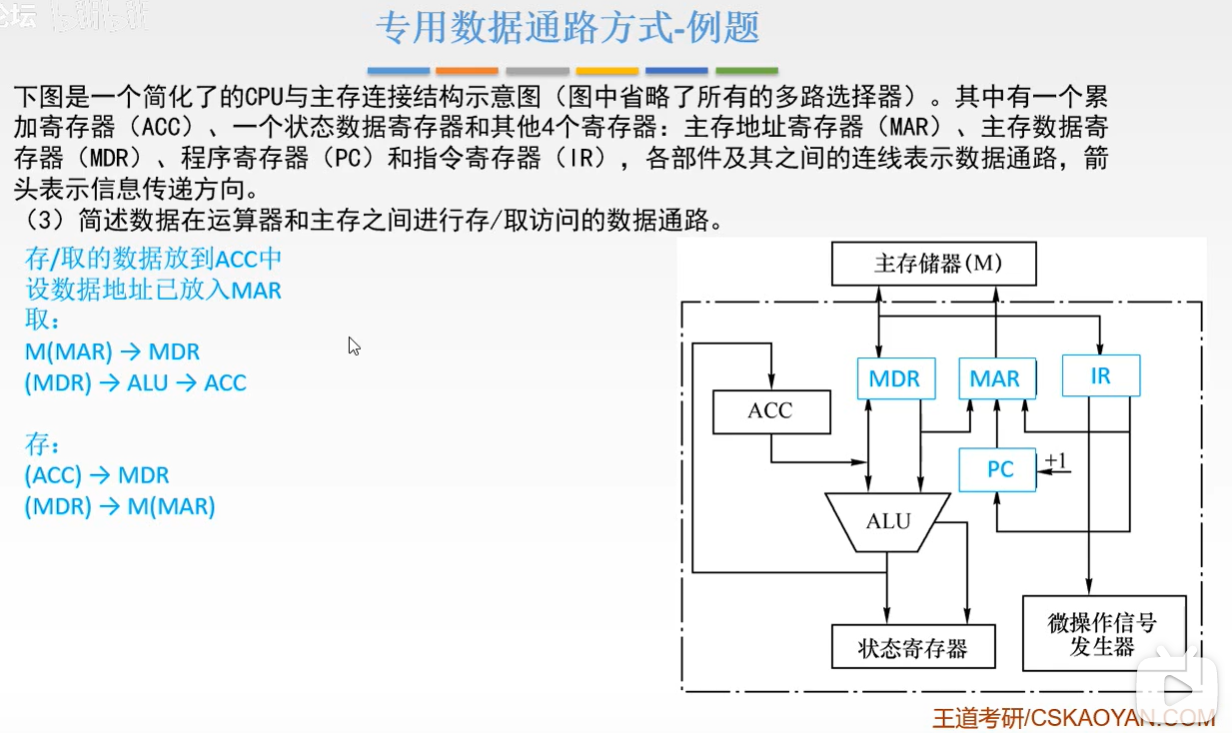 论坛
专用数据通路方式-例题
下图是一个简化了的CPU与主存连接结构示意图（图中省略了所有的多路选择器）。其中有一个累
加寄存器（ACC）、一个状态数据寄存器和其他4个寄存器：主存地址寄存器（MAR）、主存数据寄
存器（MDR）、程序寄存器（PC）和指令寄存器（IR），各部件及其之间的连线表示数据通路，箭
头表示信息传递方向。
（3）简述数据在运算器和主存之间进行存/取访问的数据通路。
存/取的数据放到ACC中
设数据地址已放入MAR
取：
M(MAR) → MDR
(MDR) → ALU → ACC
存：
(ACC) → MDR
(MDR) → M(MAR)
主存储器(M)
MDR
MAR
IR
ACC
PC
+1
ALU
状态寄存器
微操作信号
发生器
王道考研/CSKAOYAN.COM